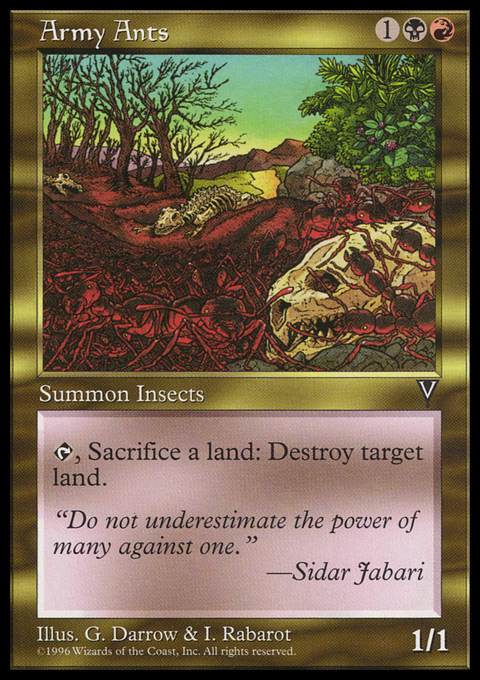 Army Ants 1
Summon Insects V
, Sacrifice a land: Destroy target
land.
“Do not underestimate the power of
many against one.”
—Sidar Jabari
Illus. G. Darrow & I. Rabarot
©1996 Wizards of the Coast, Inc. All rights reserved.
1/1